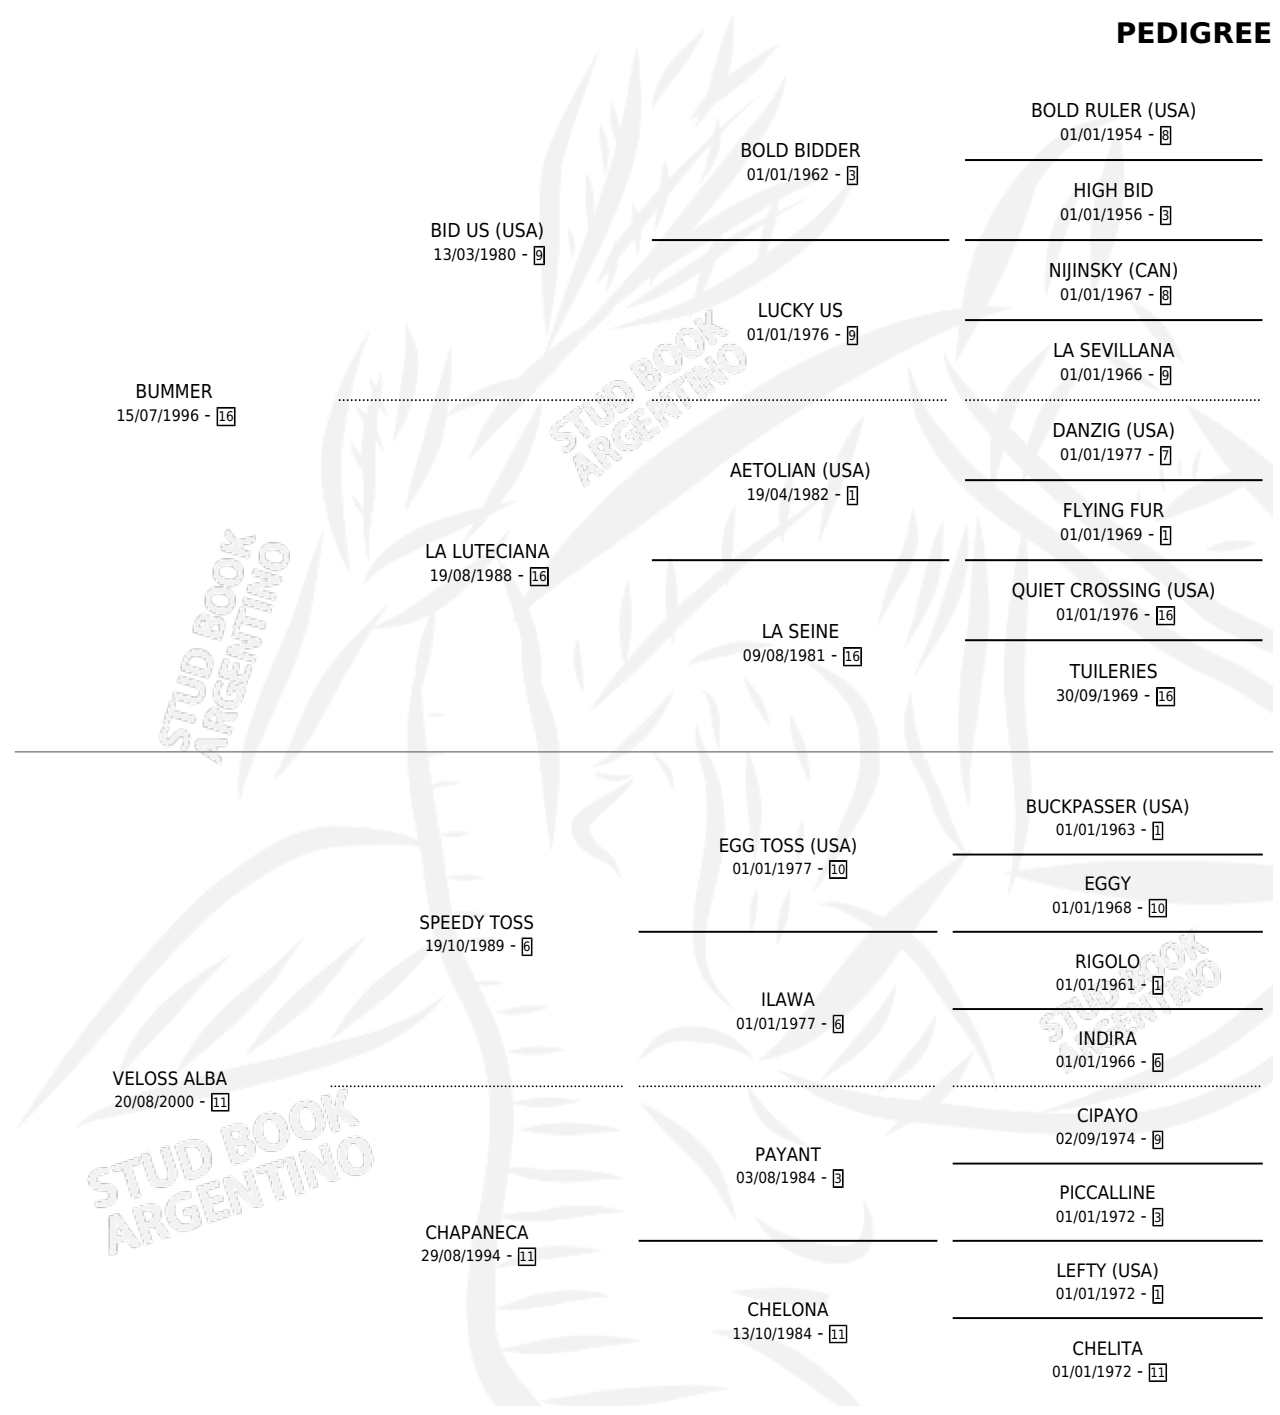 PEDIGREE
BOLD RULER (USA)
01/01/1954 - 8
BOLD BIDDER
01/01/1962 - 3
HIGH BID
01/01/1956 - 3
BID US (USA)
13/03/1980 - 9
NIJINSKY (CAN)
01/01/1967 - 8
LUCKY US
01/01/1976 - 9
LA SEVILLANA
01/01/1966 - 9
BUMMER
15/07/1996 - 16
STUD BOOK
ARGENTINO
DANZIG (USA)
01/01/1977 - 7
AETOLIAN (USA)
19/04/1982 - 1
FLYING FUR
01/01/1969 - 1
LA LUTECIANA
19/08/1988 - 16
QUIET CROSSING (USA)
01/01/1976 - 16
LA SEINE
09/08/1981 - 16
TUILERIES
30/09/1969 - 16
STUD BOOK
ARGENTINO
BUCKPASSER (USA)
01/01/1963 - 1
EGG TOSS (USA)
01/01/1977 - 10
EGGY
01/01/1968 - 10
SPEEDY TOSS
19/10/1989 - 6
RIGOLO
01/01/1961 - 1
ILAWA
01/01/1977 - 6
INDIRA
01/01/1966 - 6
STUD BOOK
ARGENTINO
VELOSS ALBA
20/08/2000 - 11
CIPAYO
02/09/1974 - 9
PAYANT
03/08/1984 - 3
PICCALLINE
01/01/1972 - 3
STUD BOOK
ARGENTINO
CHAPANECA
29/08/1994 - 11
LEFTY (USA)
01/01/1972 - 1
CHELONA
13/10/1984 - 11
CHELITA
01/01/1972 - 11